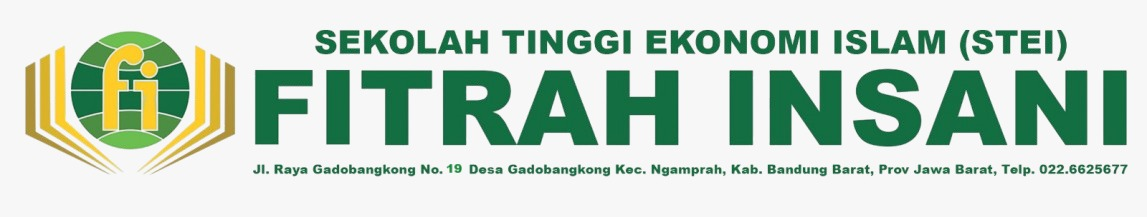 fi
SEKOLAH TINGGI EKONOMI ISLAM (STEI)
FITRAH INSANI
Jl. Raya Gadobangkong No. 19 Desa Gadobangkong Kec. Ngamprah, Kab. Bandung Barat, Prov Jawa Barat, Telp. 022.6625677